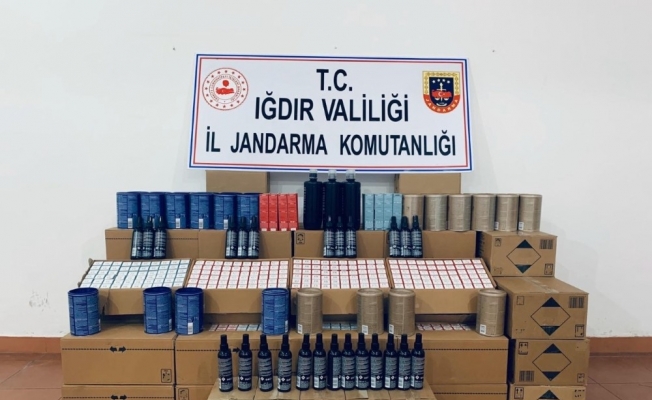 T.C.
IĞDIR VALİLİĞİ
İL JANDARMA KOMUTANLIĞI